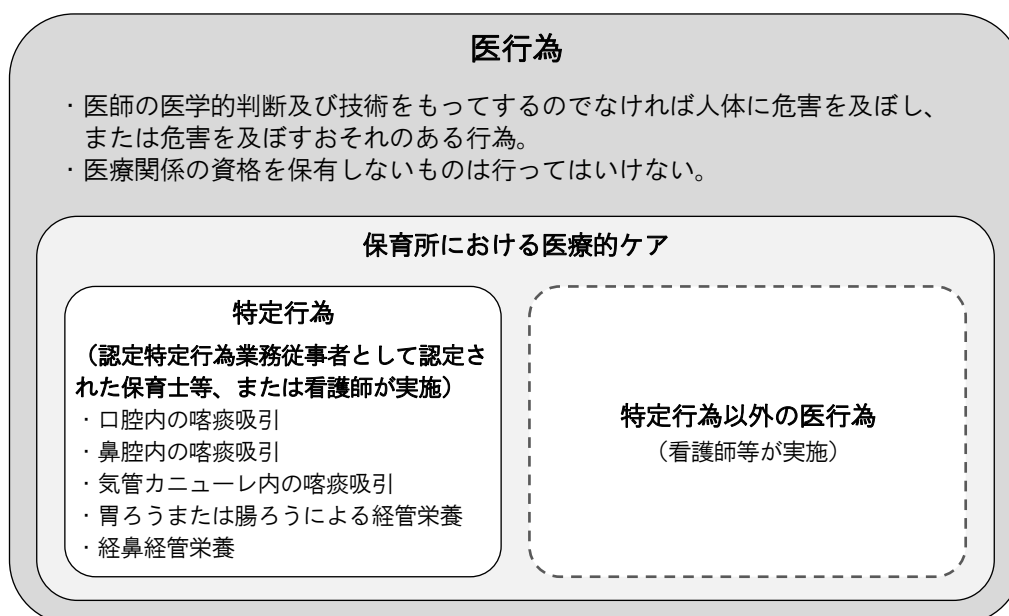 医行為
・医師の医学的判断及び技術をもってするのでなければ人体に危害を及ぼし、
または危害を及ぼすおそれのある行為。
・医療関係の資格を保有しないものは行ってはいけない。
保育所における医療的ケア
特定行為
（認定特定行為業務従事者として認定さ
れた保育士等、または看護師が実施）
・口腔内の喀痰吸引
・鼻腔内の喀痰吸引
・気管カニューレ内の喀痰吸引
・胃ろうまたは腸ろうによる経管栄養
・経鼻経管栄養
特定行為以外の医行為
（看護師等が実施）